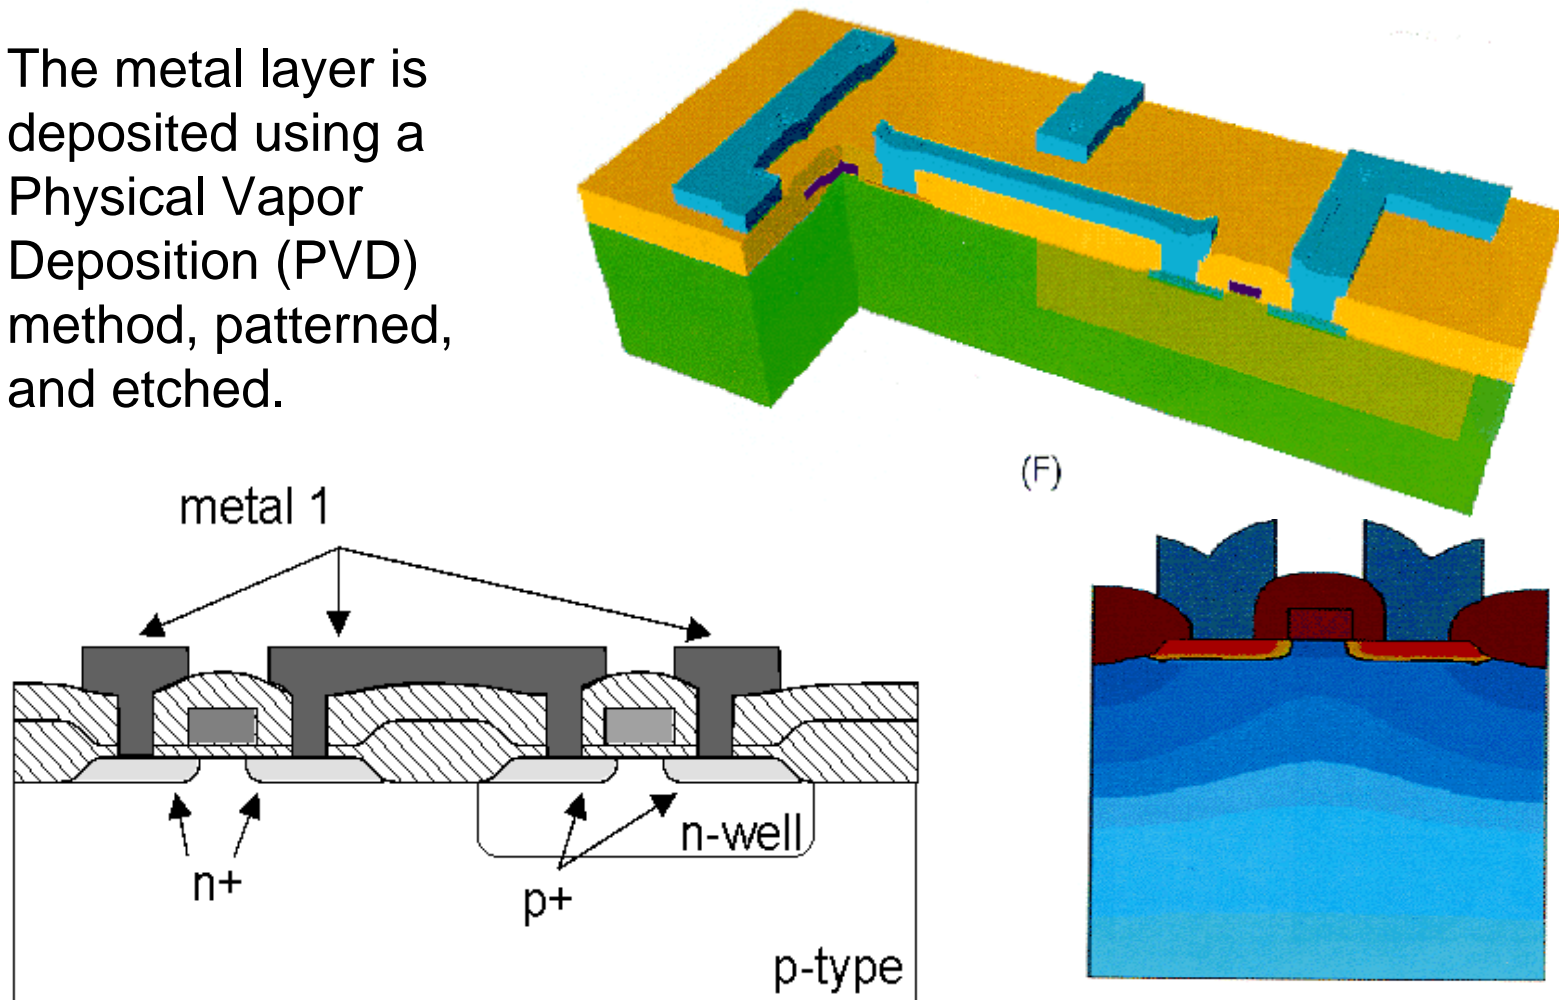 The metal layer is
deposited using a
Physical Vapor
Deposition (PVD)
method, patterned,
and etched.
(F)
metal 1
n-well
n+
p+
p-type